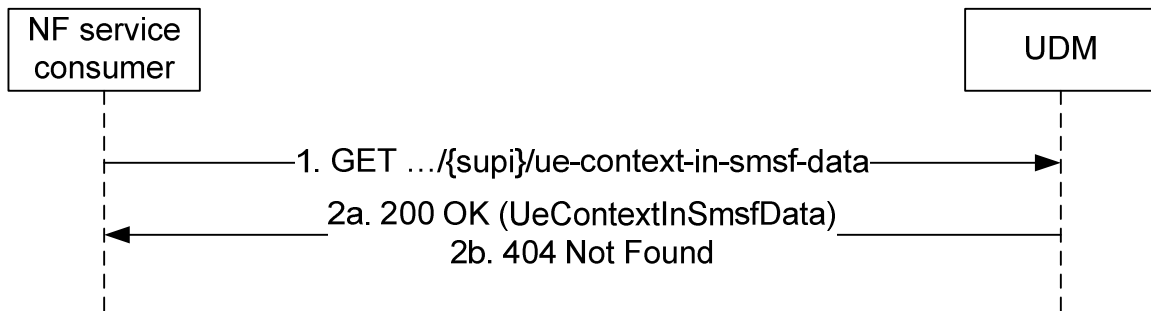 NF service
consumer
UDM
1. GET …/{supi}/ue-context-in-smsf-data
2a. 200 OK (UeContextInSmsfData)
2b. 404 Not Found